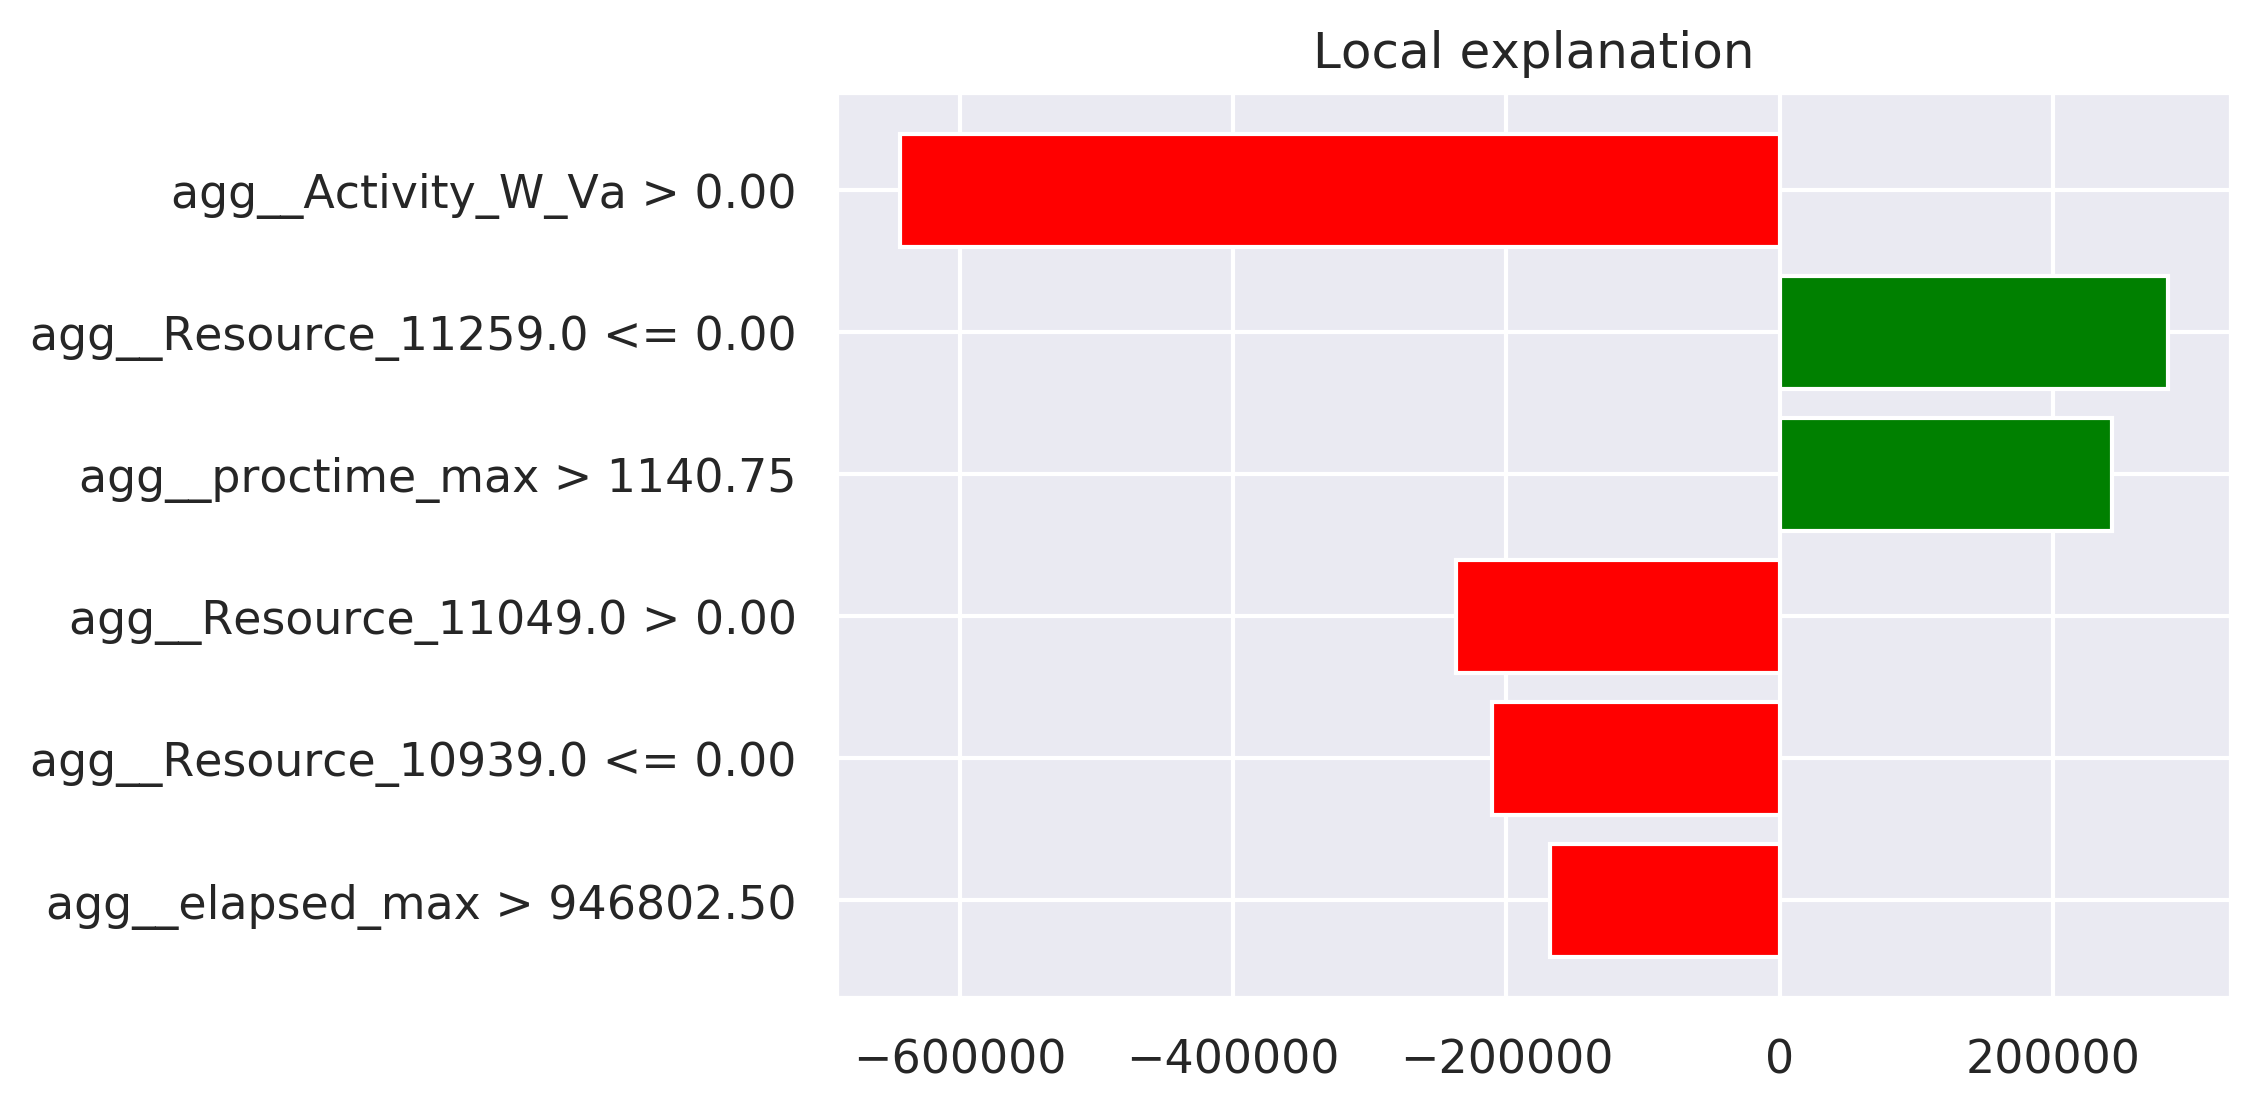 Local explanation
agg__Activity_W_Va > 0.00
agg__Resource_11259.0 <= 0.00
agg__proctime_max > 1140.75
agg__Resource_11049.0 > 0.00
agg__Resource_10939.0 <= 0.00
agg__elapsed_max > 946802.50
−600000 −400000 −200000 0 200000